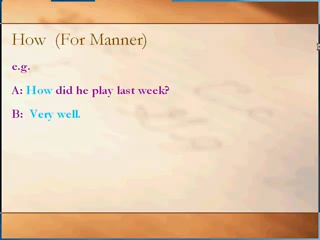 How (For Manner)
e.g.
A: How did he play last week?
B: Very well.